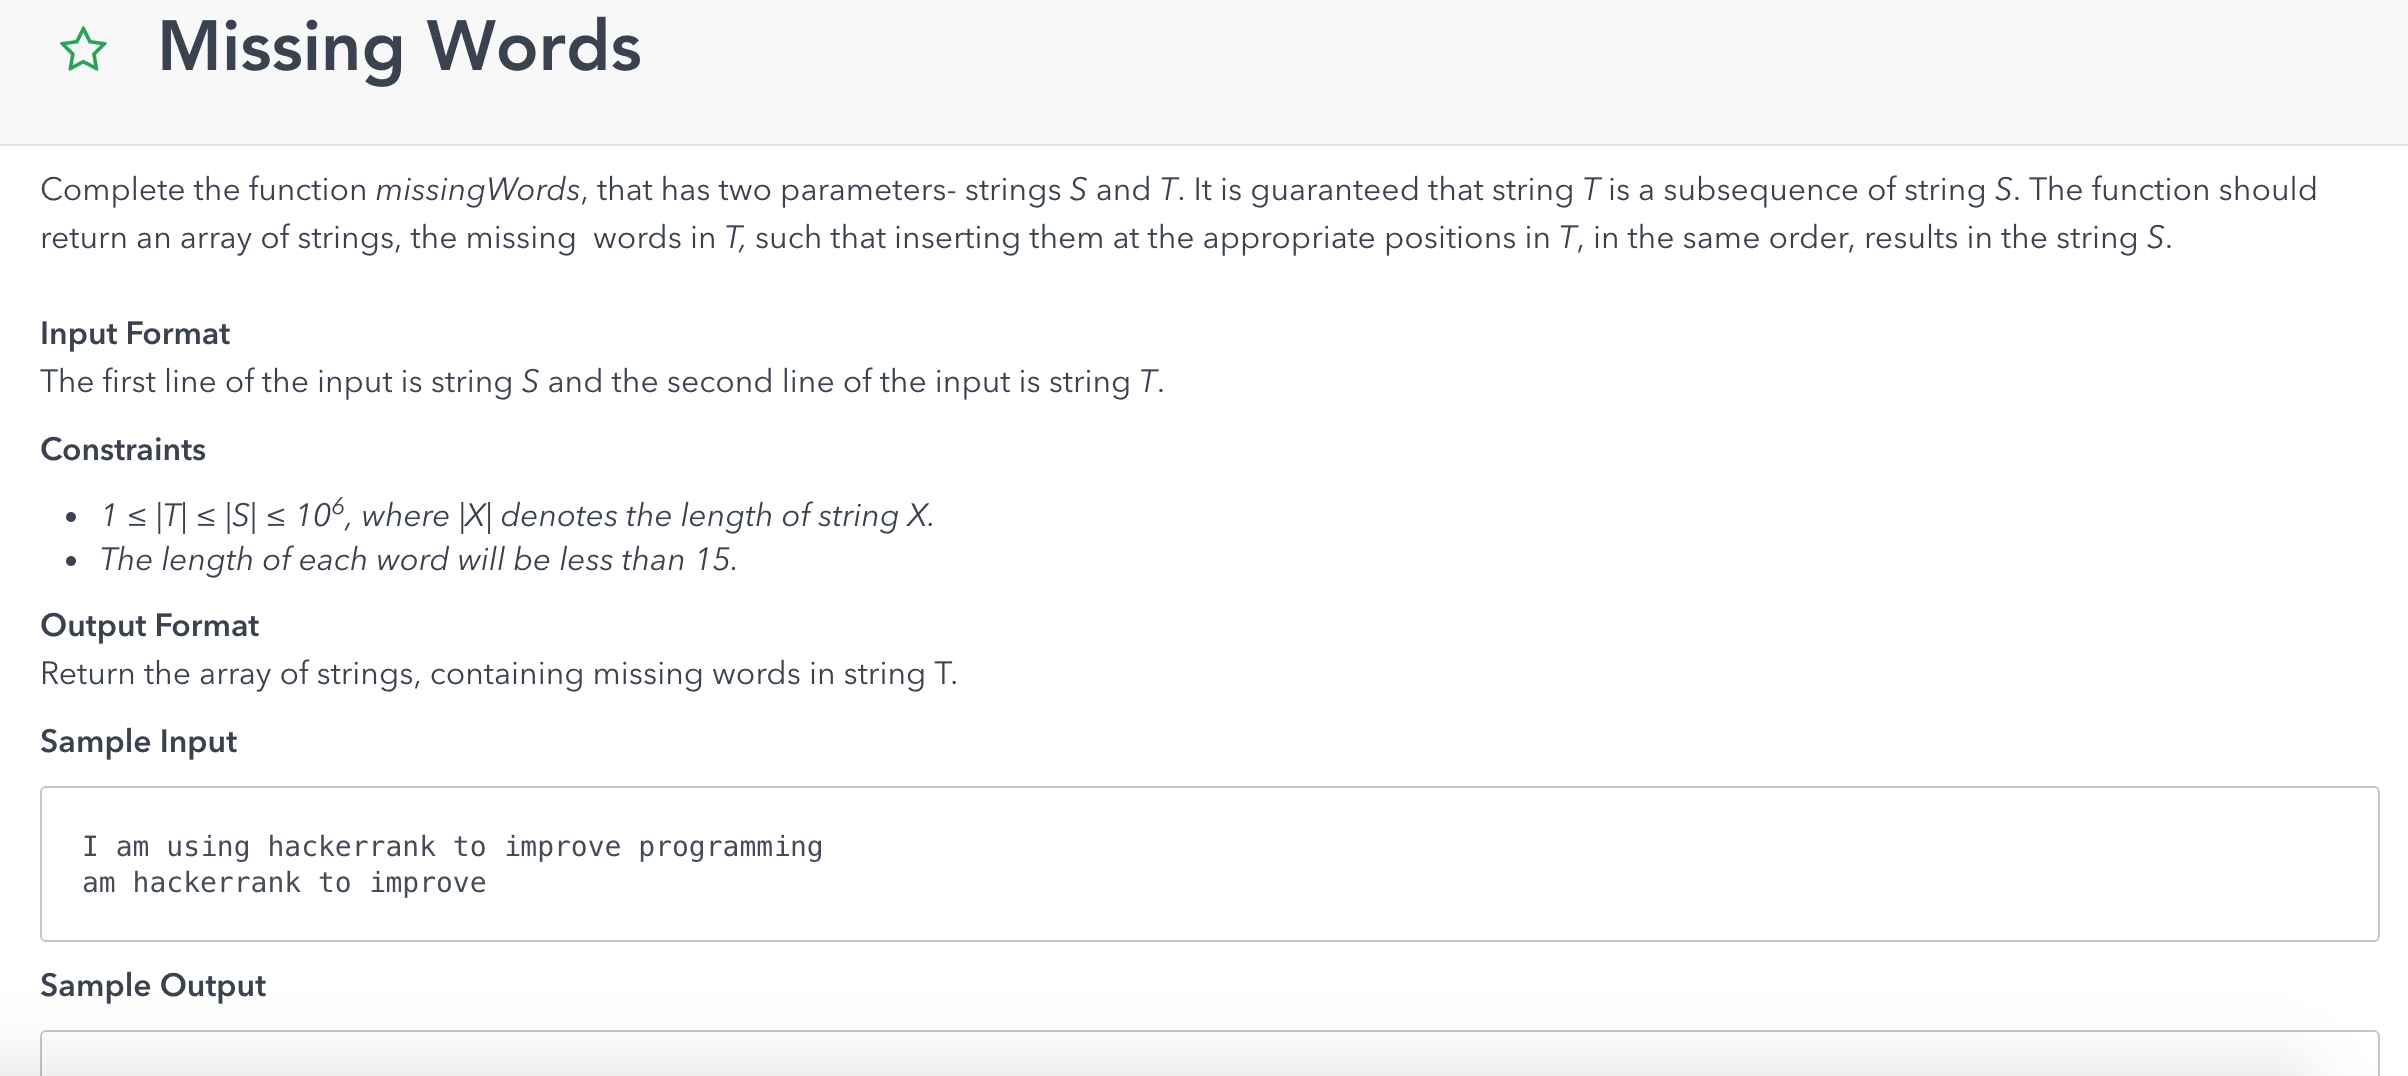 Missing Words
Complete the function missingWords, that has two parameters- strings S and T. It is guaranteed that string T is a subsequence of string S. The function should
return an array of strings, the missing  words in T, such that inserting them at the appropriate positions in T, in the same order, results in the string S.
Input Format
The first line of the input is string S and the second line of the input is string T.
Constraints
• 1 ≤ |T| ≤ |S| ≤ 10⁶, where |X| denotes the length of string X.
• The length of each word will be less than 15.
Output Format
Return the array of strings, containing missing words in string T.
Sample Input
I am using hackerrank to improve programming
am hackerrank to improve
Sample Output